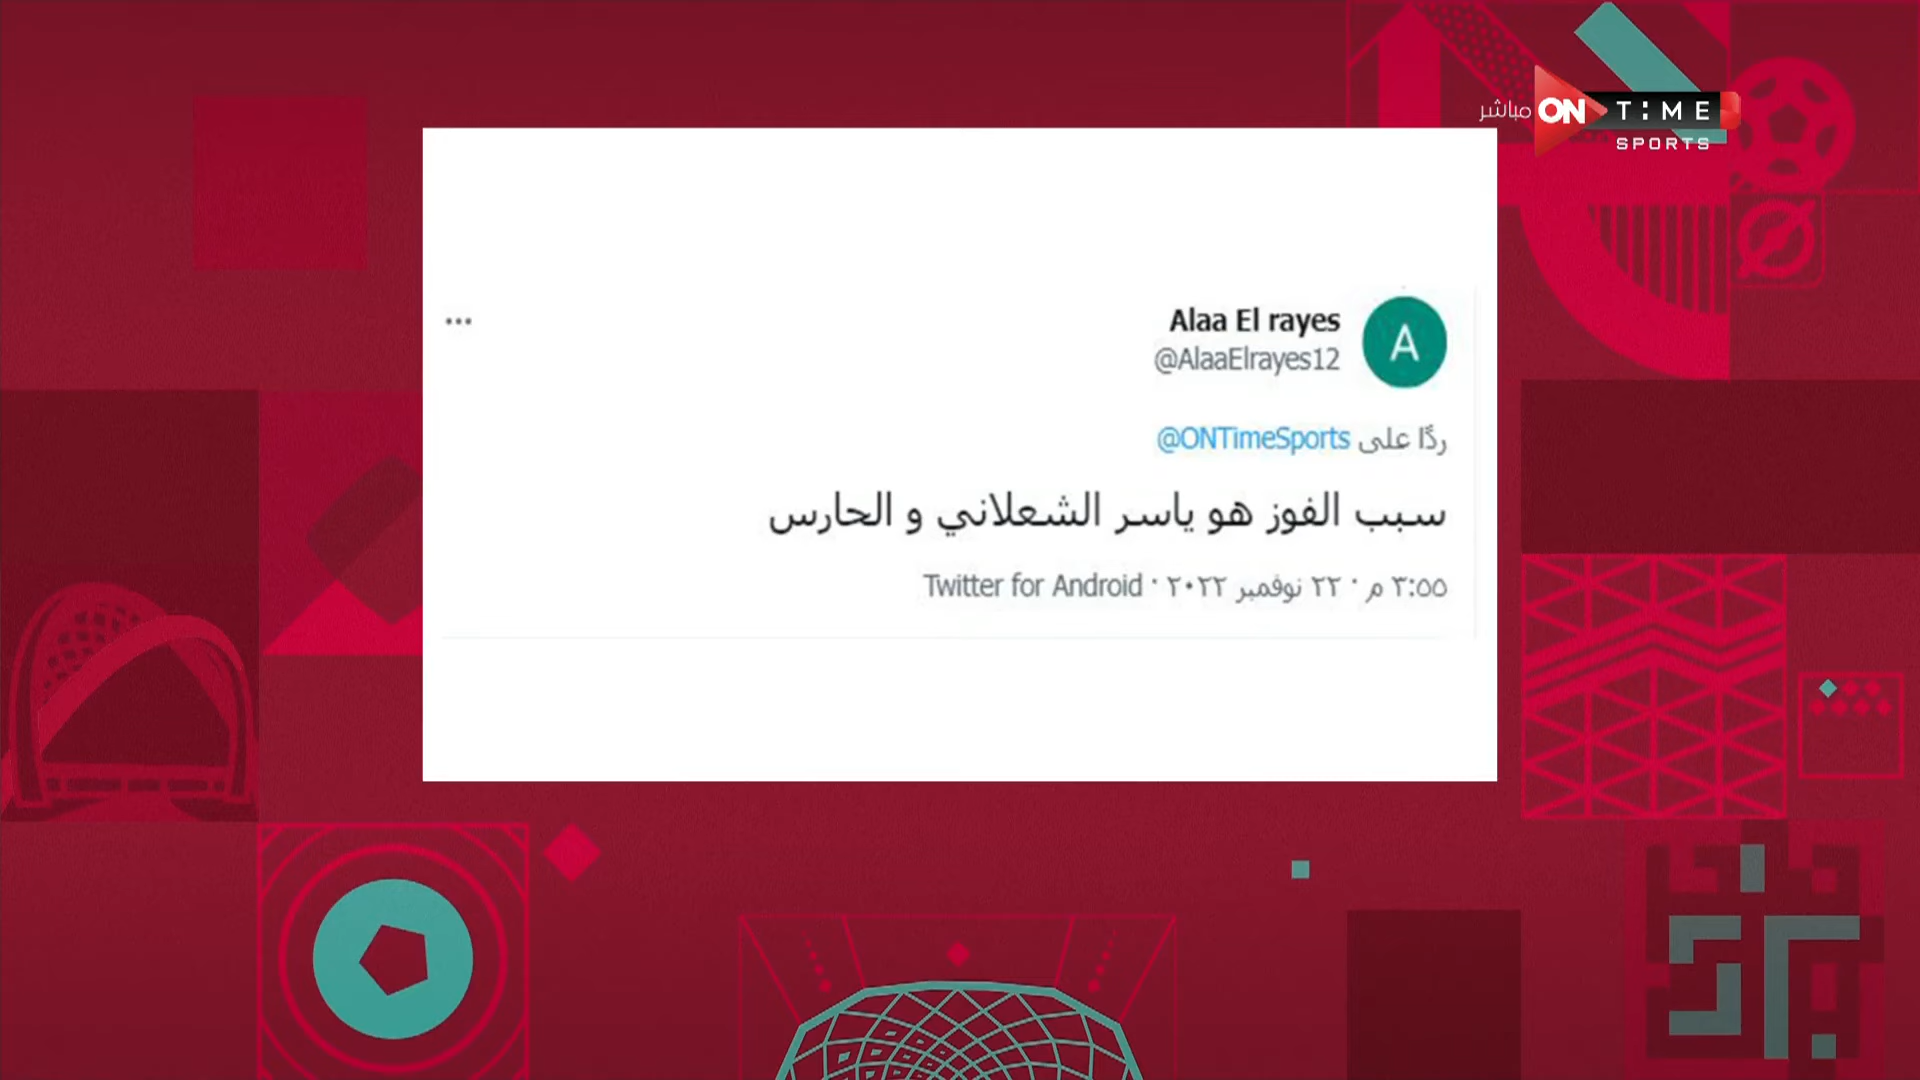 مباشر ON TIME
SPORTS
Alaa El rayes
@AlaaElrayes12
A
ردًا على @ONTimeSports
سبب الفوز هو ياسر الشعلاني و الحارس
٣:٥٥ م · ٢٢ نوفمبر ٢٠٢٢ · Twitter for Android